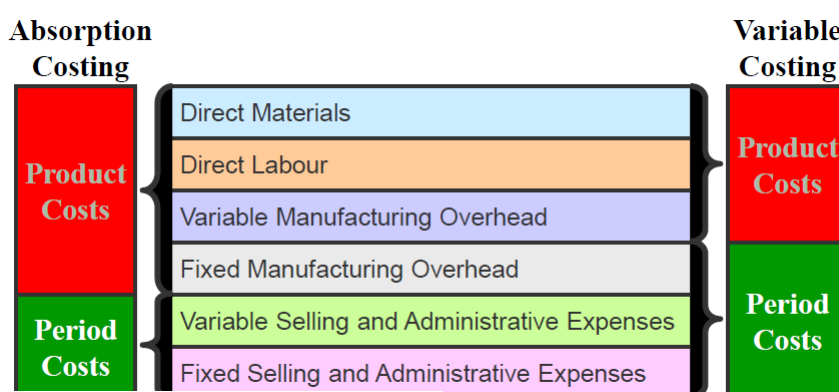 Absorption
Costing
Variable
Costing
Direct Materials
Direct Labour
Variable Manufacturing Overhead
Fixed Manufacturing Overhead
Variable Selling and Administrative Expenses
Fixed Selling and Administrative Expenses
Product
Costs
Period
Costs
Product
Costs
Period
Costs